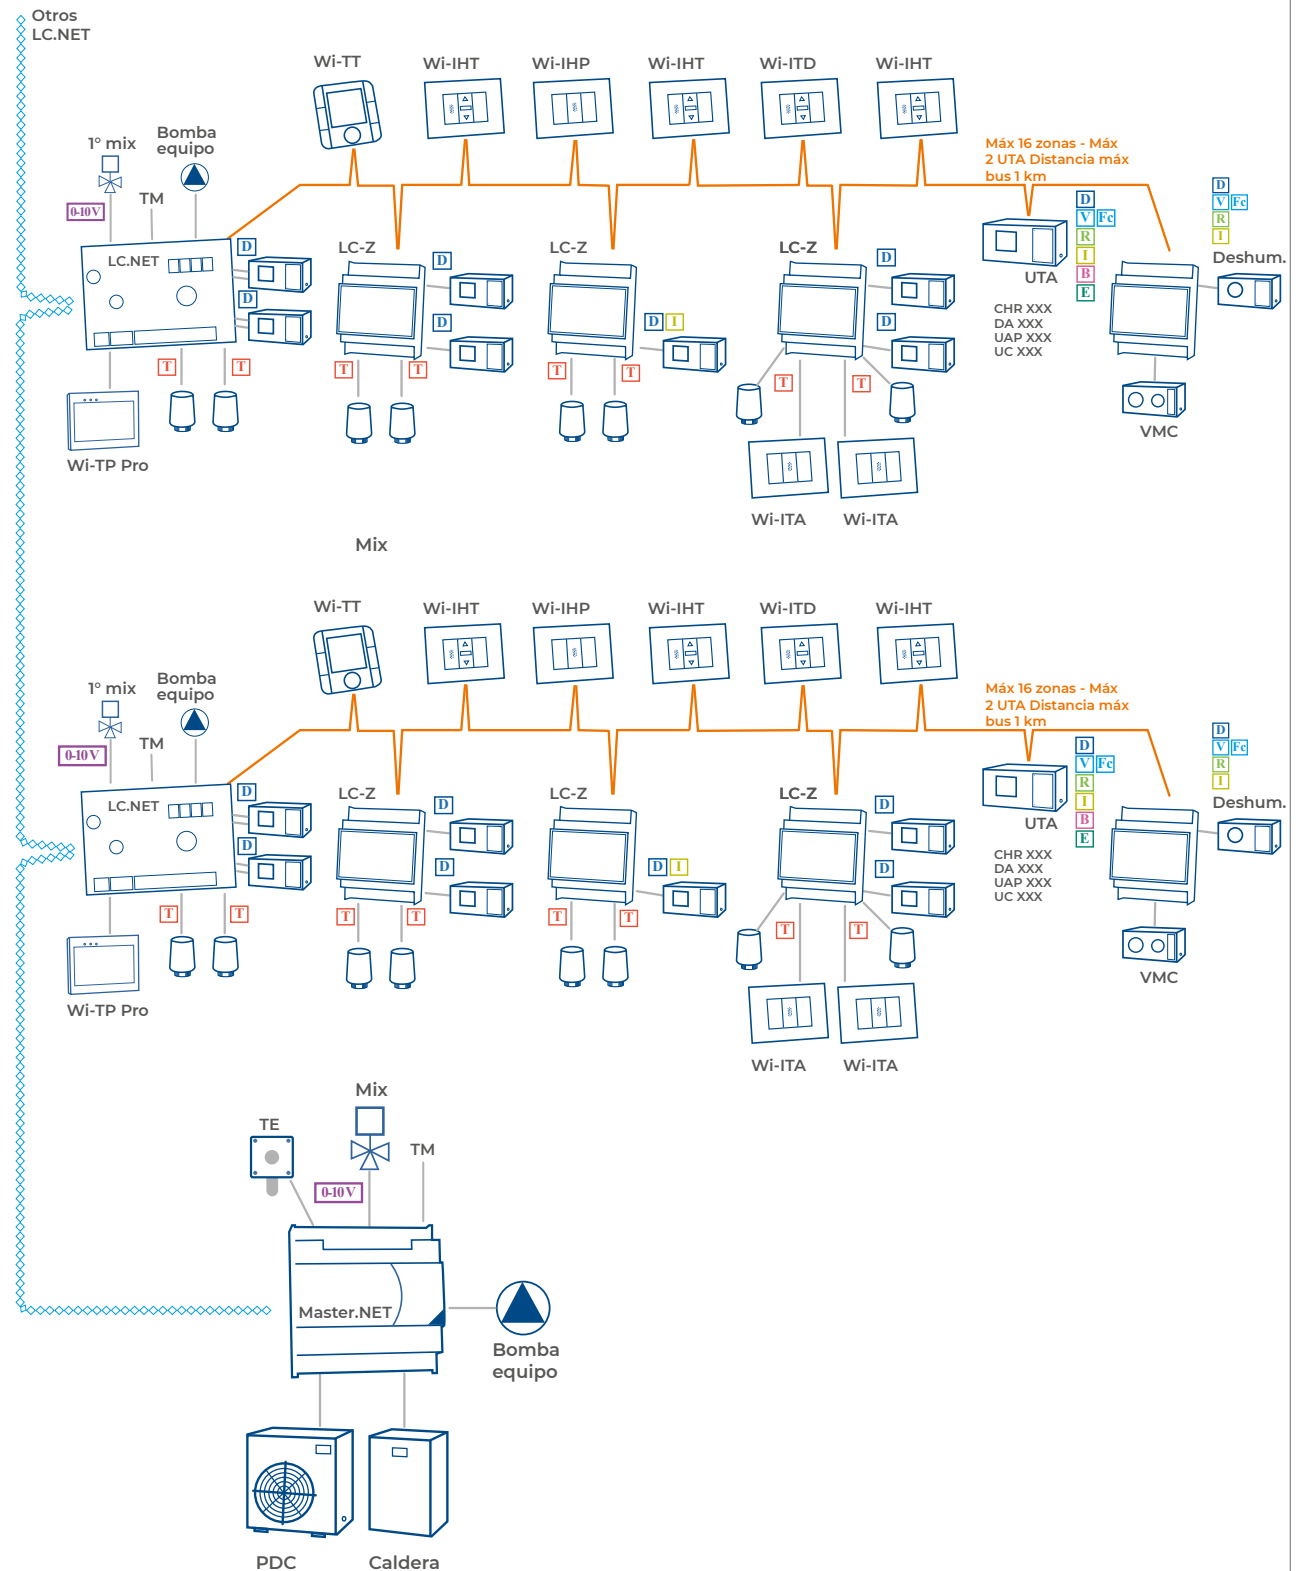 Otros
LC.NET
Wi-TT
Wi-IHT
Wi-IHP
Wi-IHT
Wi-ITD
Wi-IHT
1° mix
Bomba
equipo
Máx 16 zonas - Máx
2 UTA Distancia máx
bus 1 km
0-10V
TM
D
V Fc
R
I
B
E
D
V Fc
R
I
LC.NET
D
D
LC-Z
D
D
LC-Z
D I
LC-Z
D
D
UTA
Deshum.
CHR XXX
DA XXX
UAP XXX
UC XXX
T
T
T
T
T
T
T
T
VMC
Wi-TP Pro
Wi-ITA
Wi-ITA
Mix
Wi-TT
Wi-IHT
Wi-IHP
Wi-IHT
Wi-ITD
Wi-IHT
1° mix
Bomba
equipo
Máx 16 zonas - Máx
2 UTA Distancia máx
bus 1 km
0-10V
TM
D
V Fc
R
I
B
E
D
V Fc
R
I
LC.NET
D
D
LC-Z
D
D
LC-Z
D I
LC-Z
D
D
UTA
Deshum.
CHR XXX
DA XXX
UAP XXX
UC XXX
T
T
T
T
T
T
T
T
VMC
Wi-TP Pro
Wi-ITA
Wi-ITA
Mix
TE
TM
0-10V
Master.NET
Bomba
equipo
PDC
Caldera